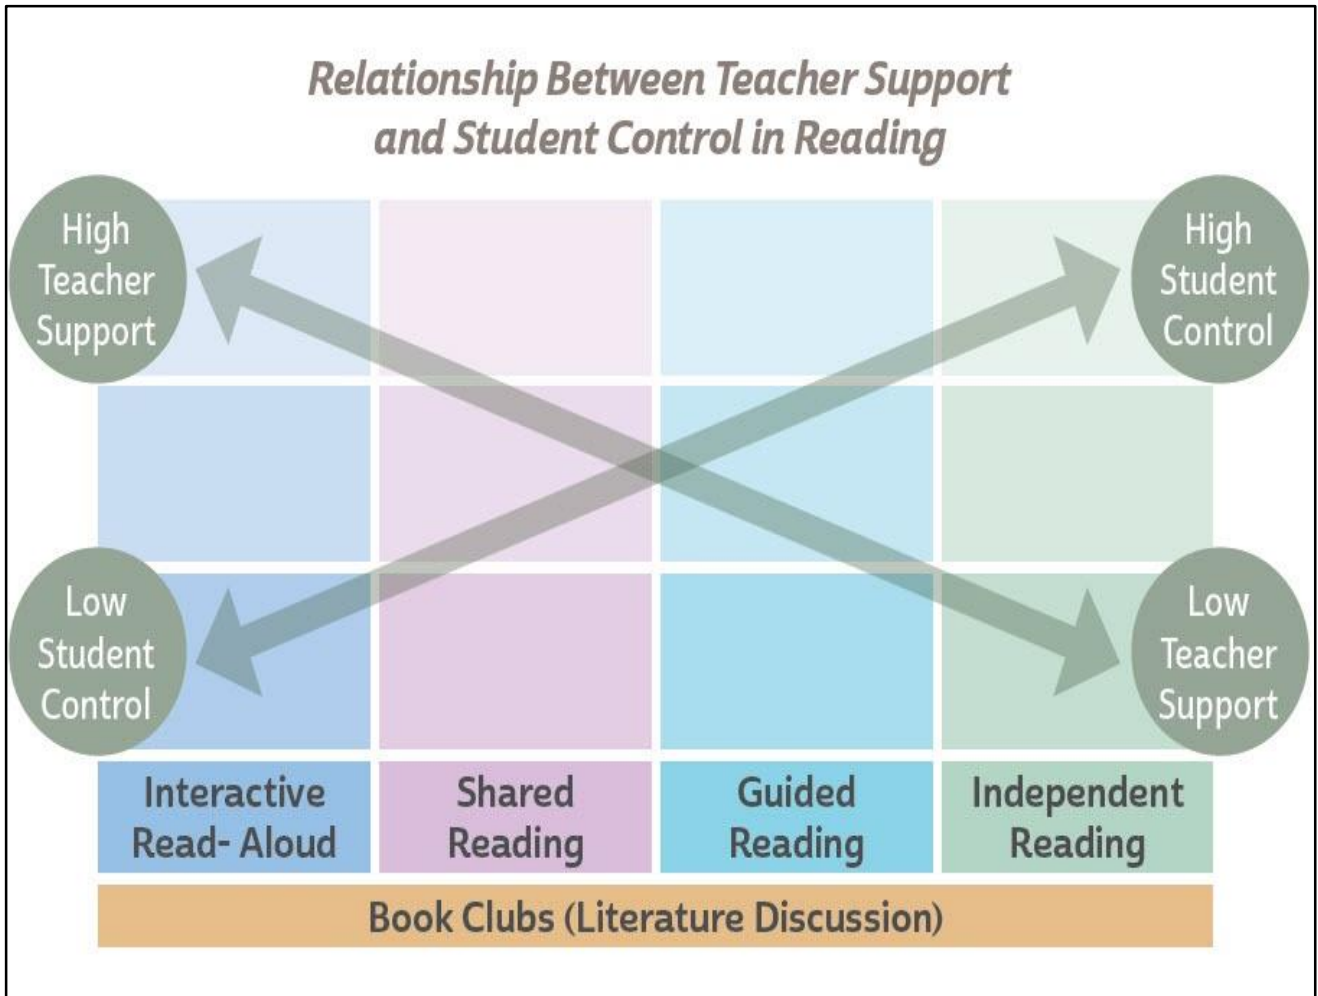 Relationship Between Teacher Support
and Student Control in Reading
High
Teacher
Support
High
Student
Control
Low
Student
Control
Low
Teacher
Support
Interactive
Read- Aloud
Shared
Reading
Guided
Reading
Independent
Reading
Book Clubs (Literature Discussion)